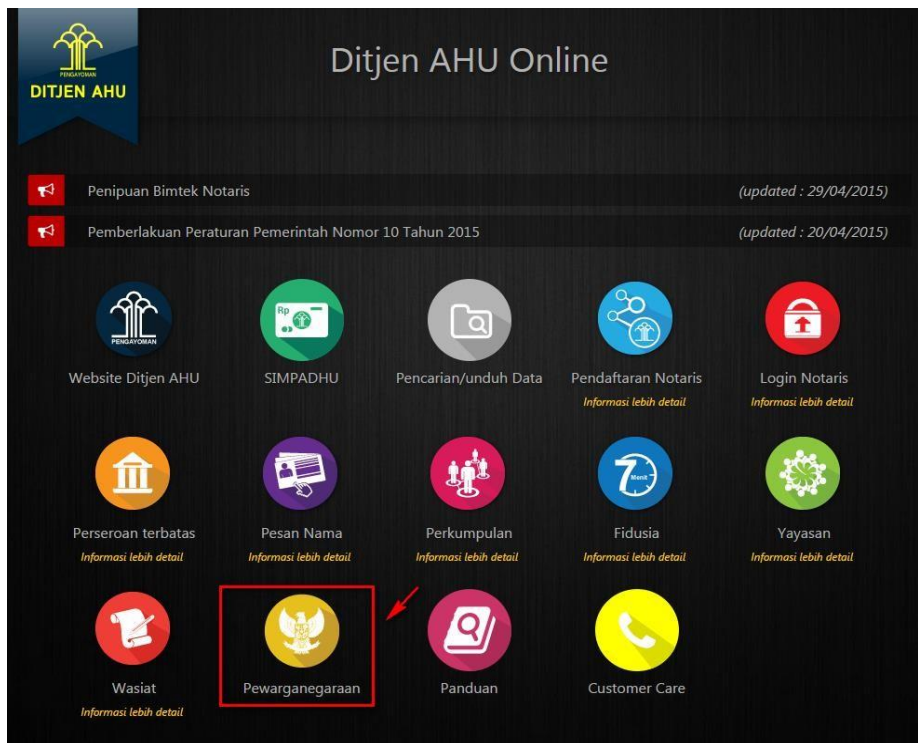 PENGAYOMAN
DITJEN AHU
Ditjen AHU Online
Penipuan Bimtek Notaris
(updated : 29/04/2015)
Pemberlakuan Peraturan Pemerintah Nomor 10 Tahun 2015
(updated : 20/04/2015)
PENGAYOMAN
Rp
Website Ditjen AHU
SIMPADHU
Pencarian/unduh Data
Pendaftaran Notaris
Login Notaris
Informasi lebih detail
Informasi lebih detail
7
Menit
Perseroan terbatas
Pesan Nama
Perkumpulan
Fidusia
Yayasan
Informasi lebih detail
Informasi lebih detail
Informasi lebih detail
Informasi lebih detail
Informasi lebih detail
Wasiat
Pewarganegaraan
Panduan
Customer Care
Informasi lebih detail